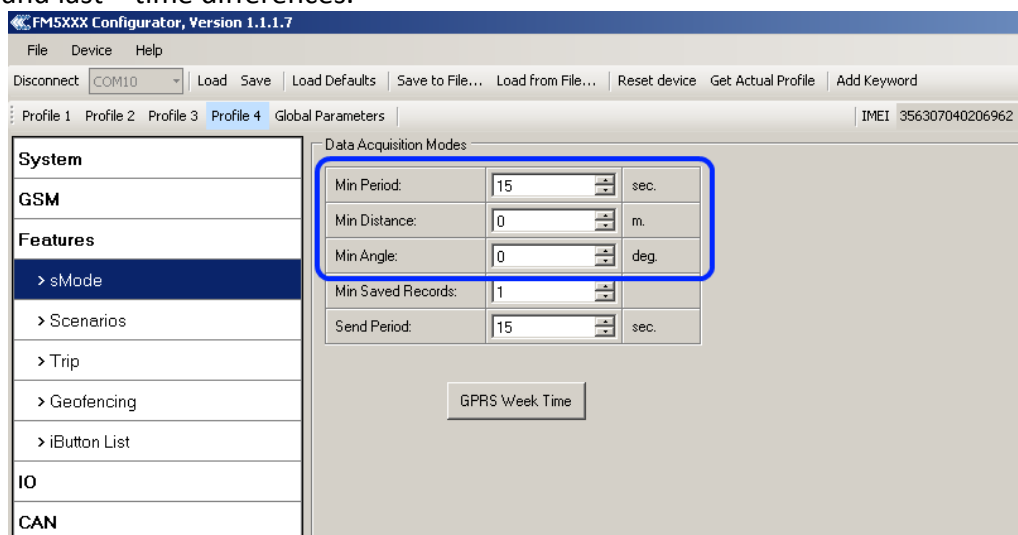 and last – time differences.
FM5XXX Configurator, Version 1.1.1.7
File Device Help
Disconnect COM10 Load Save Load Defaults Save to File... Load from File... Reset device Get Actual Profile Add Keyword
Profile 1 Profile 2 Profile 3 Profile 4 Global Parameters IMEI 356307040206962
System
GSM
Features
> sMode
> Scenarios
> Trip
> Geofencing
> iButton List
IO
CAN
Data Acquisition Modes
Min Period: 15 sec.
Min Distance: 0 m.
Min Angle: 0 deg.
Min Saved Records: 1
Send Period: 15 sec.
GPRS Week Time